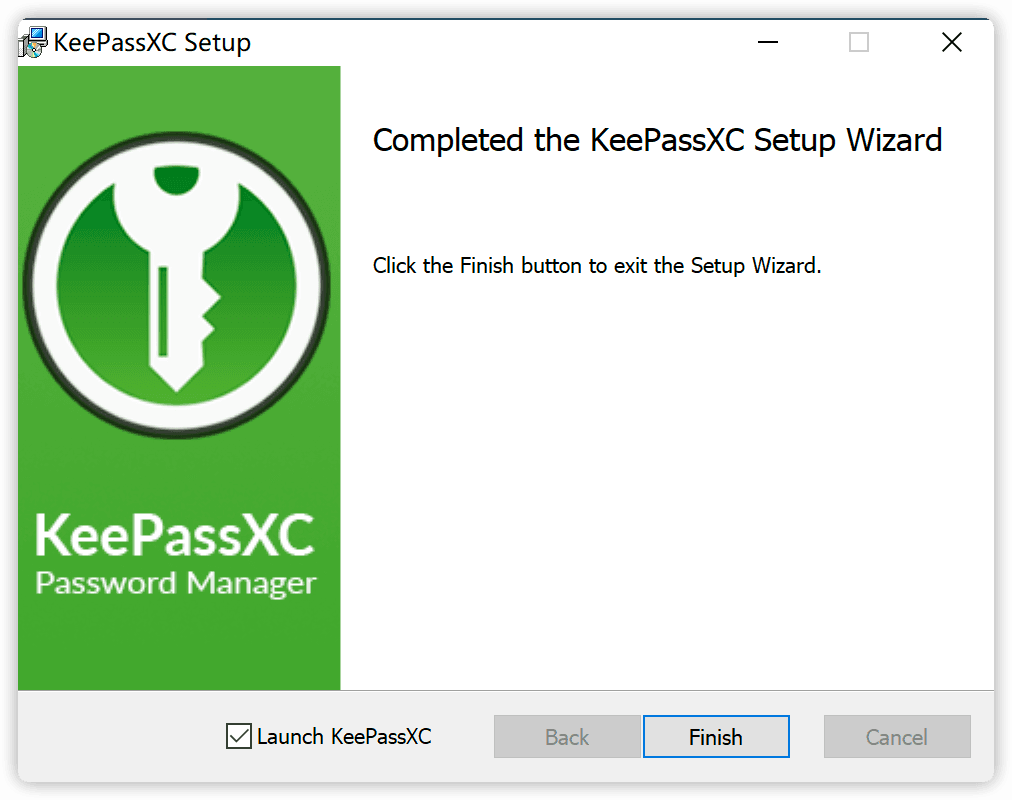 KeePassXC Setup
Completed the KeePassXC Setup Wizard
Click the Finish button to exit the Setup Wizard.
KeePassXC
Password Manager
Launch KeePassXC
Back
Finish
Cancel